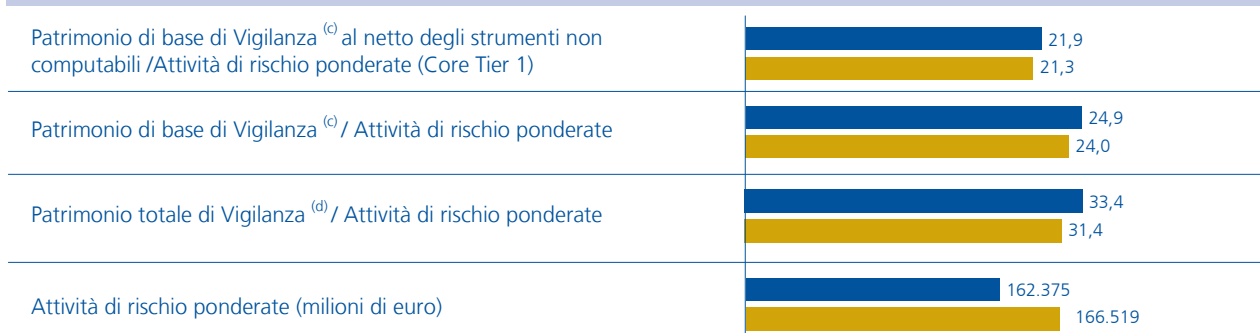 Patrimonio di base di Vigilanza (c) al netto degli strumenti non
computabili /Attività di rischio ponderate (Core Tier 1)
21,9
21,3
Patrimonio di base di Vigilanza (c) / Attività di rischio ponderate
24,9
24,0
Patrimonio totale di Vigilanza (d) / Attività di rischio ponderate
33,4
31,4
Attività di rischio ponderate (milioni di euro)
162.375
166.519